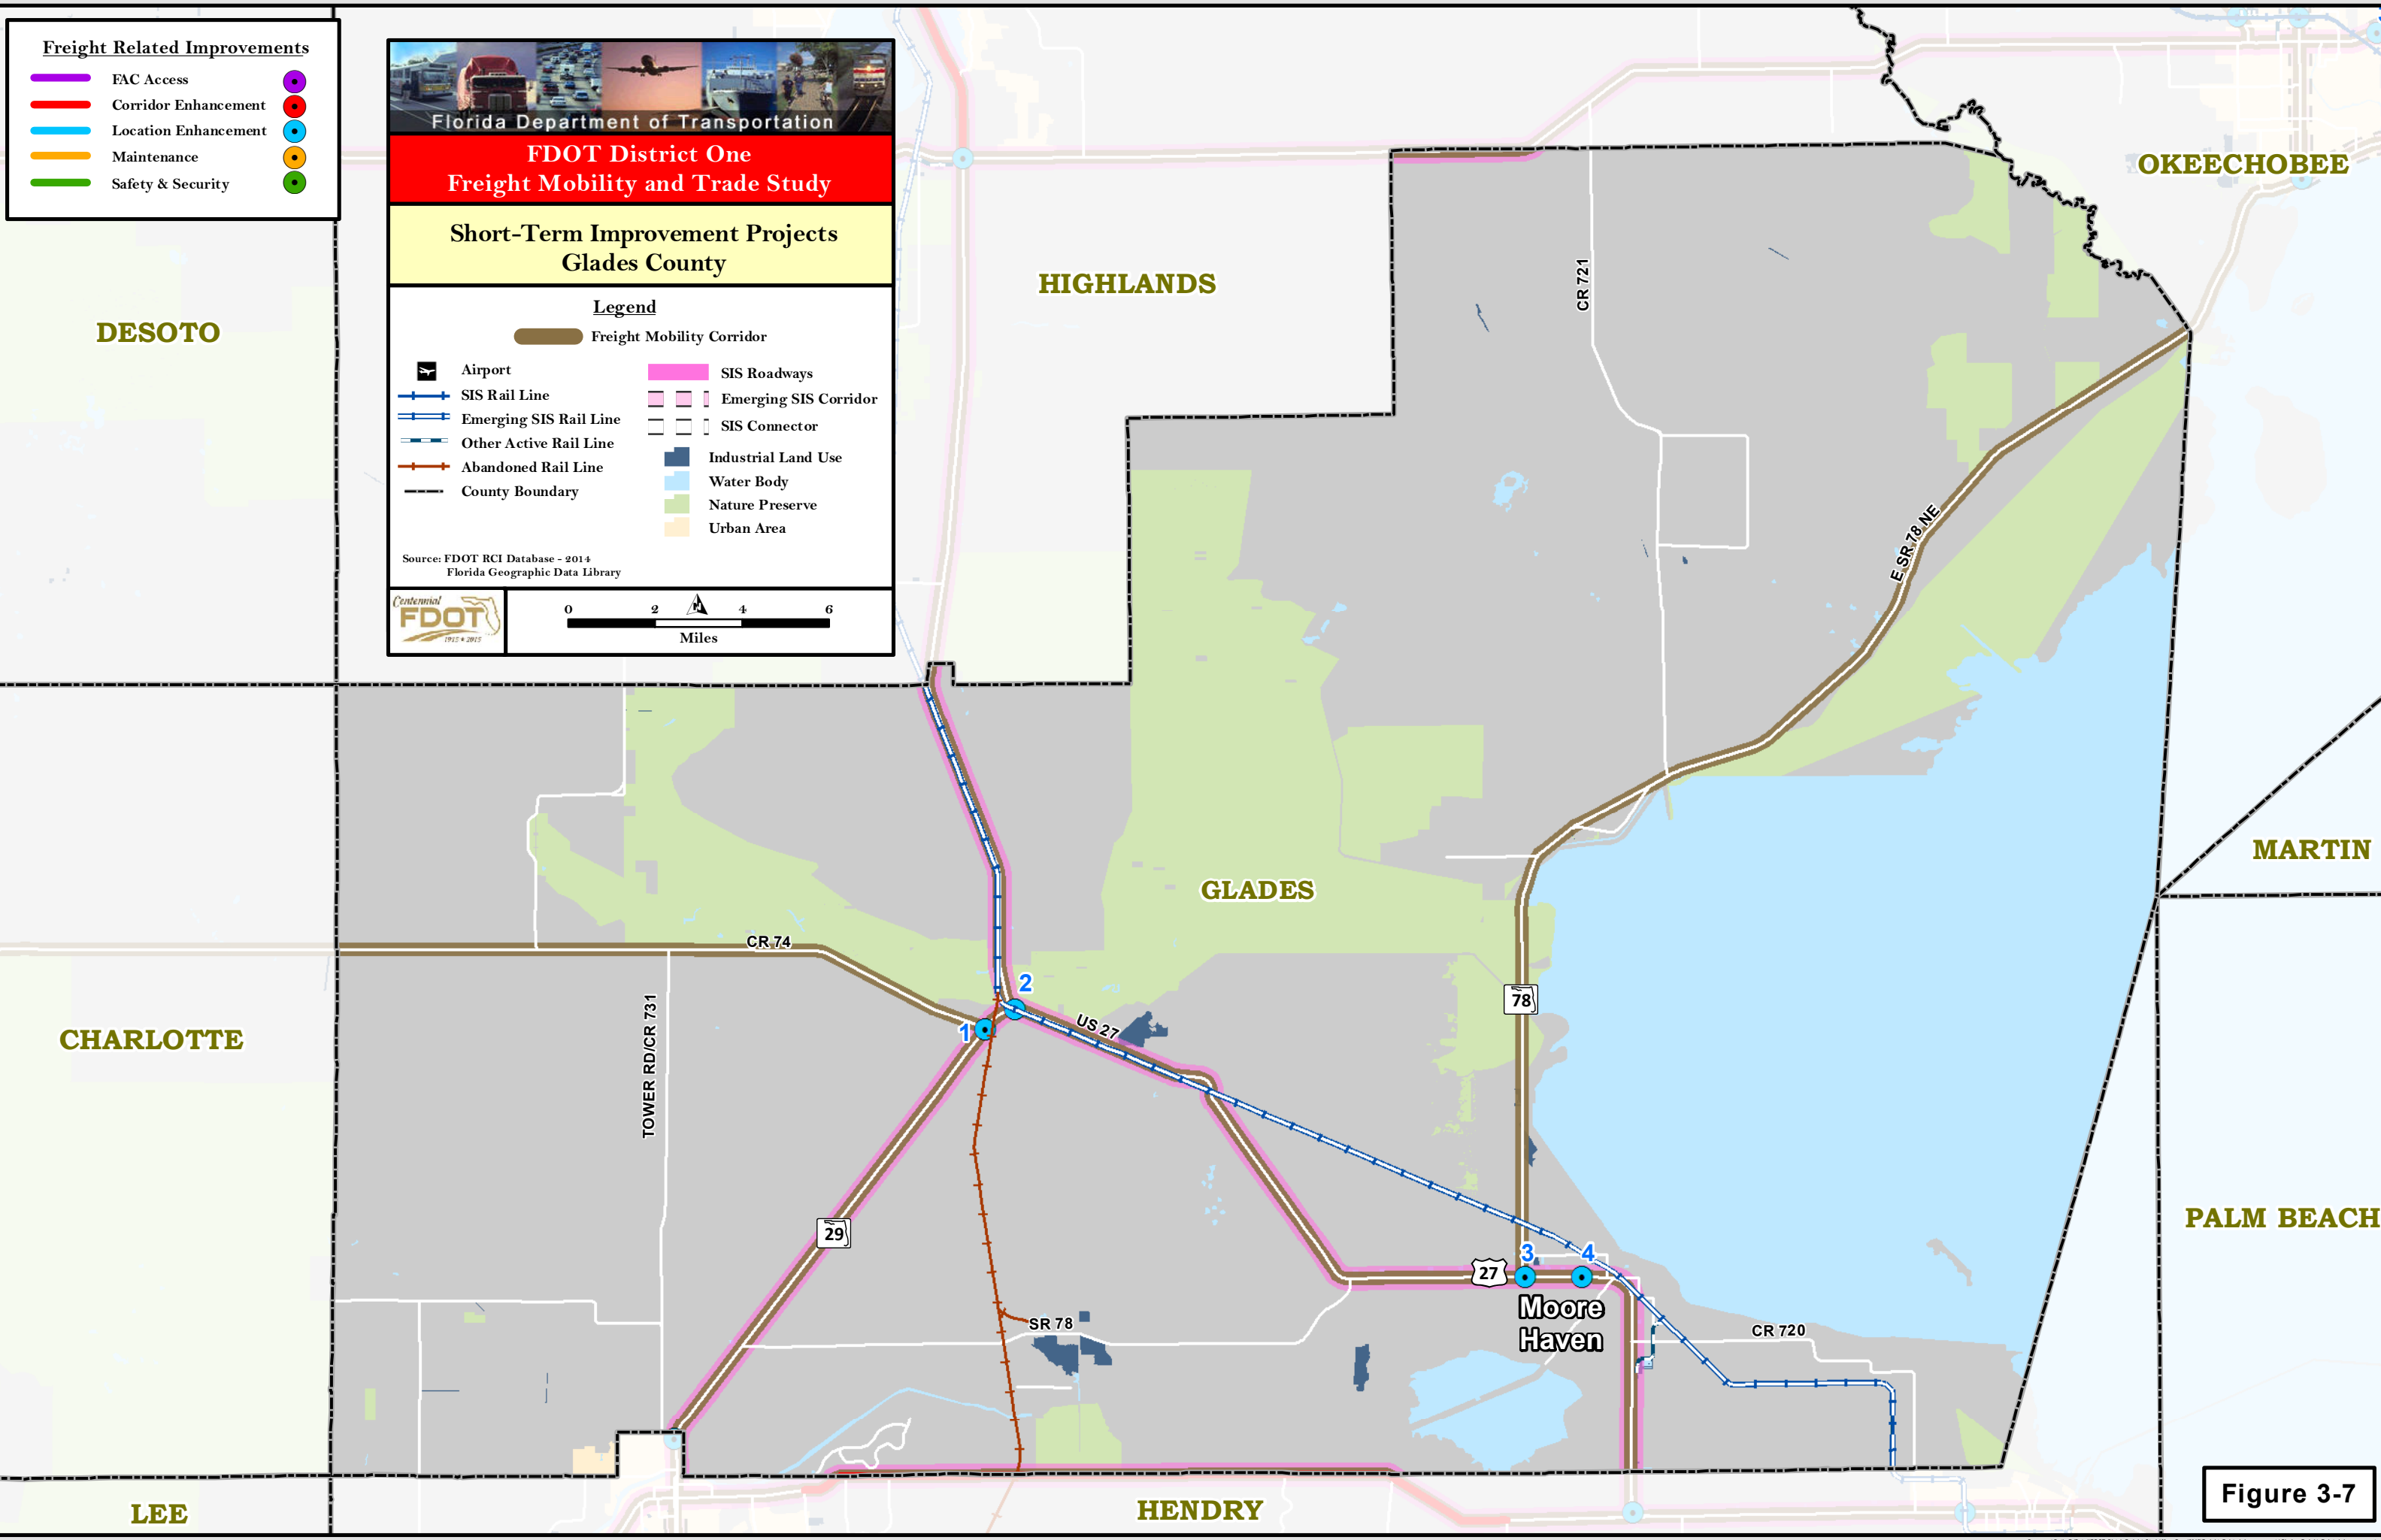 Freight Related Improvements
FAC Access
Corridor Enhancement
Location Enhancement
Maintenance
Safety & Security
Florida Department of Transportation
FDOT District One
Freight Mobility and Trade Study
Short-Term Improvement Projects
Glades County
Legend
Freight Mobility Corridor
Airport
SIS Rail Line
Emerging SIS Rail Line
Other Active Rail Line
Abandoned Rail Line
County Boundary
SIS Roadways
Emerging SIS Corridor
SIS Connector
Industrial Land Use
Water Body
Nature Preserve
Urban Area
Source: FDOT RCI Database - 2014
Florida Geographic Data Library
Centennial
FDOT
1915 • 2015
0 2 4 6
Miles
OKEECHOBEE
HIGHLANDS
DESOTO
CR 721
E SR 78 NE
MARTIN
GLADES
CR 74
2
78
1
US 27
CHARLOTTE
TOWER RD/CR 731
PALM BEACH
29
3
4
27
Moore
Haven
SR 78
CR 720
LEE
HENDRY
Figure 3-7